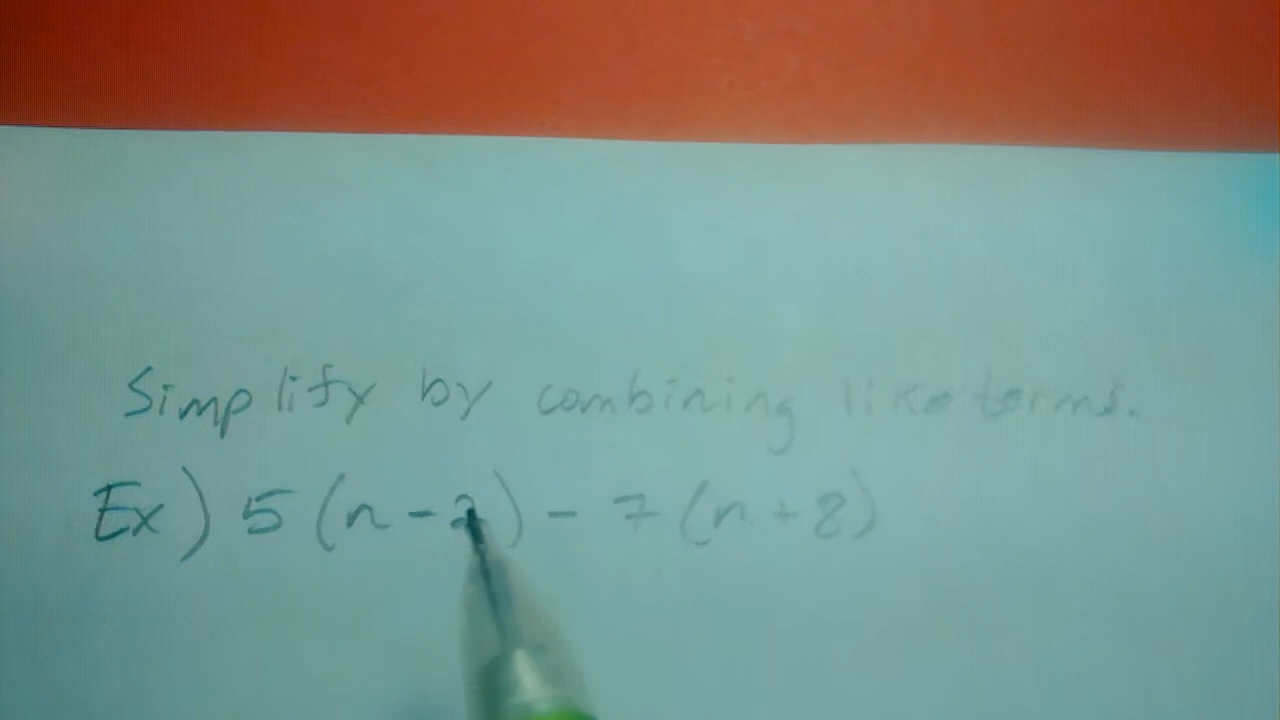 Simplify by combining like terms.
Ex) 5 (n - 2) - 7 (n + 8)